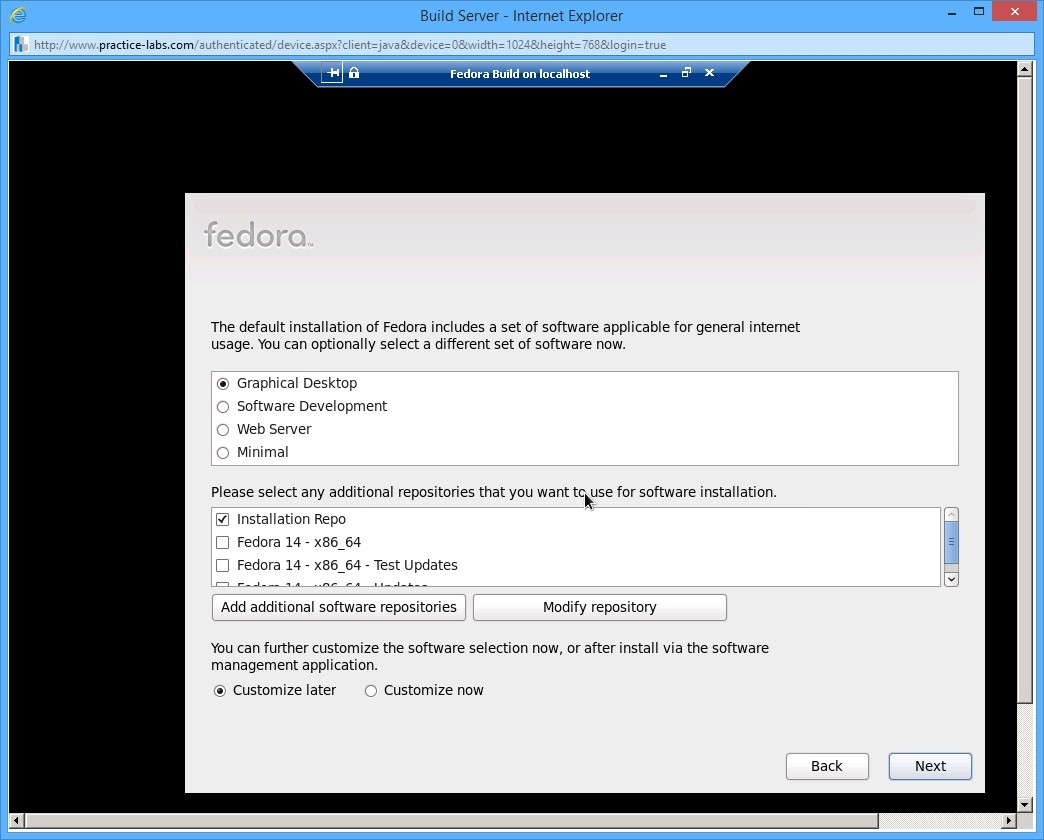 Build Server - Internet Explorer
http://www.practice-labs.com/authenticated/device.aspx?client=java&device=0&width=1024&height=768&login=true
Fedora Build on localhost
fedora™
The default installation of Fedora includes a set of software applicable for general internet
usage. You can optionally select a different set of software now.
Graphical Desktop
Software Development
Web Server
Minimal
Please select any additional repositories that you want to use for software installation.
Installation Repo
Fedora 14 - x86_64
Fedora 14 - x86_64 - Test Updates
Fedora 14 - x86_64 - Updates
Add additional software repositories
Modify repository
You can further customize the software selection now, or after install via the software
management application.
Customize later
Customize now
Back
Next